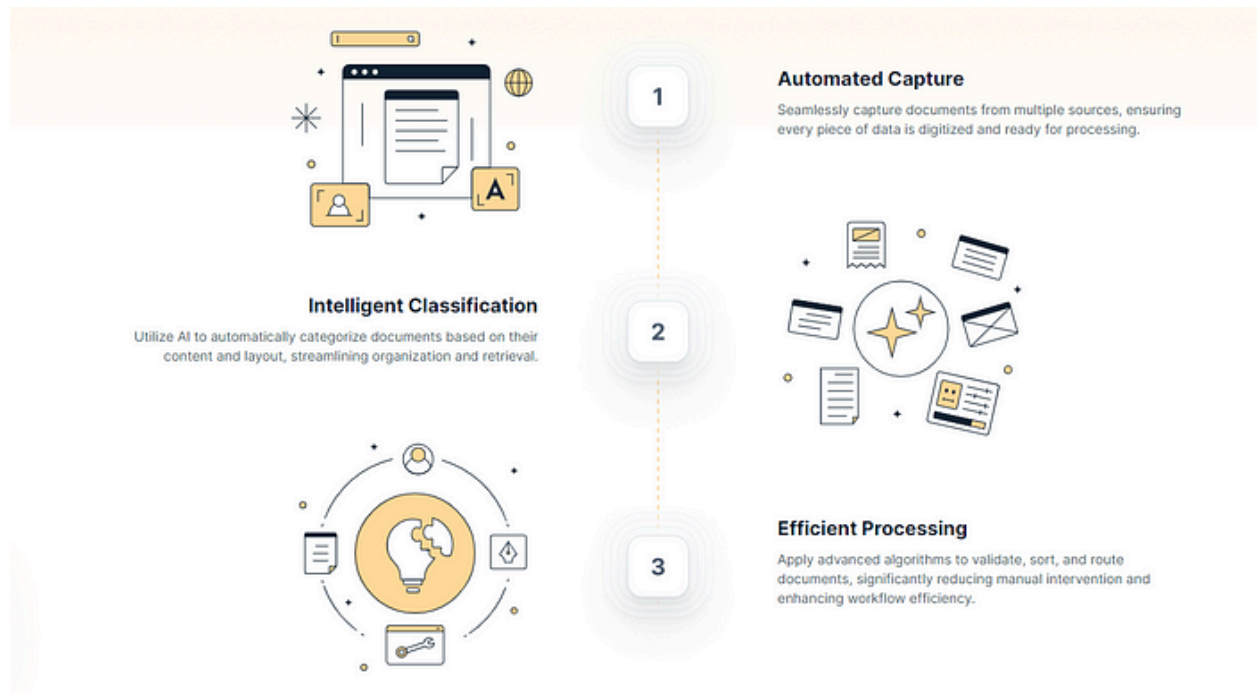 1
Automated Capture
Seamlessly capture documents from multiple sources, ensuring
every piece of data is digitized and ready for processing.
A
2
Intelligent Classification
Utilize AI to automatically categorize documents based on their
content and layout, streamlining organization and retrieval.
3
Efficient Processing
Apply advanced algorithms to validate, sort, and route
documents, significantly reducing manual intervention and
enhancing workflow efficiency.